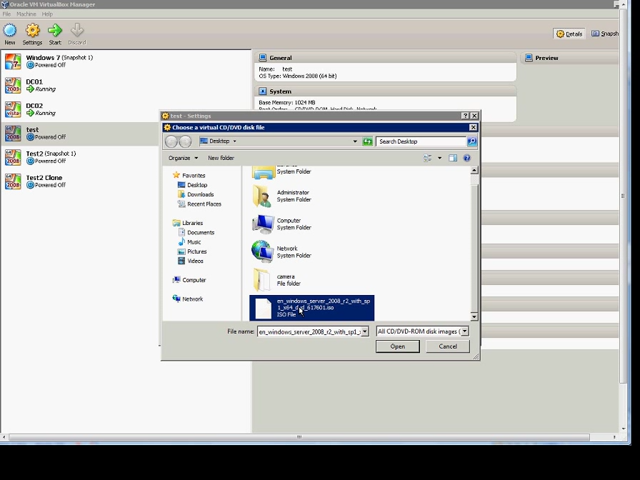 Oracle VM VirtualBox Manager
File Machine Help
New
Settings
Start
Discard
Details
Snapsh
Windows 7 (Snapshot 1)
Powered Off
DC01
Running
DC02
Running
test
Powered Off
Test2 (Snapshot 1)
Powered Off
Test2 Clone
Powered Off
General
Name: test
OS Type: Windows 2008 (64 bit)
System
Base Memory: 1024 MB
Preview
test - Settings
Choose a virtual CD/DVD disk file
Desktop
Search Desktop
Organize
New folder
Favorites
Desktop
Downloads
Recent Places
Libraries
Documents
Music
Pictures
Videos
Computer
Network
System Folder
Administrator
System Folder
Computer
System Folder
Network
System Folder
camera
File folder
en_windows_server_2008_r2_with_sp
1_x64_dvd_617601.iso
ISO File
File name:
en_windows_server_2008_r2_with_sp1_
All CD/DVD-ROM disk images (
Open
Cancel